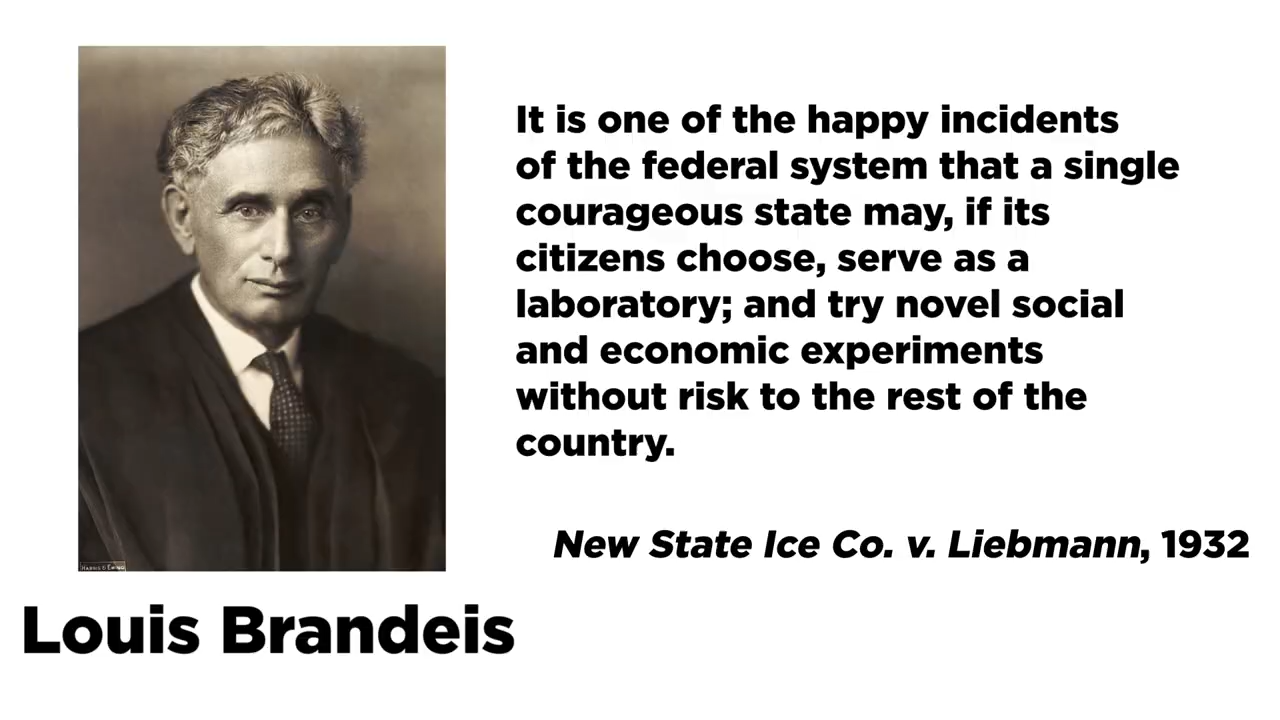 It is one of the happy incidents
of the federal system that a single
courageous state may, if its
citizens choose, serve as a
laboratory; and try novel social
and economic experiments
without risk to the rest of the
country.
New State Ice Co. v. Liebmann, 1932
HARRIS & EWING
Louis Brandeis